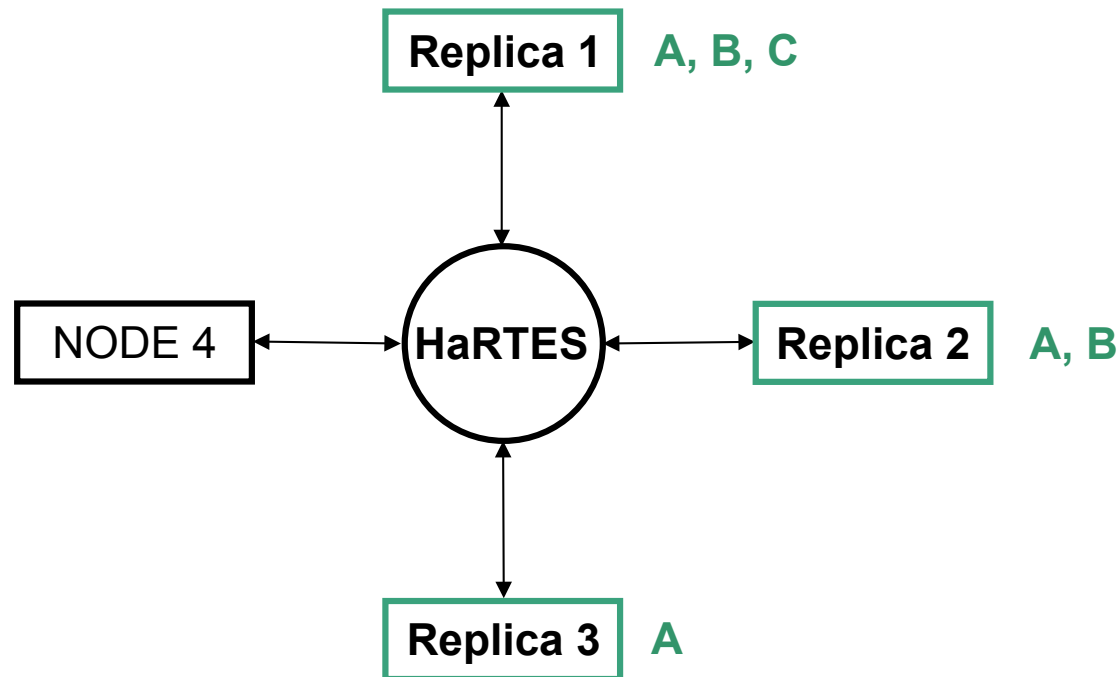 Replica 1 A, B, C
NODE 4
HaRTES
Replica 2 A, B
Replica 3 A